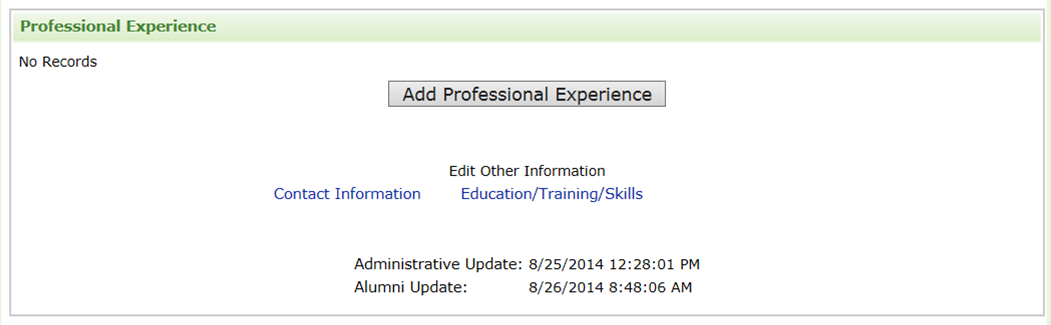 Professional Experience
No Records
Add Professional Experience
Edit Other Information
Contact Information Education/Training/Skills
Administrative Update: 8/25/2014 12:28:01 PM
Alumni Update: 8/26/2014 8:48:06 AM